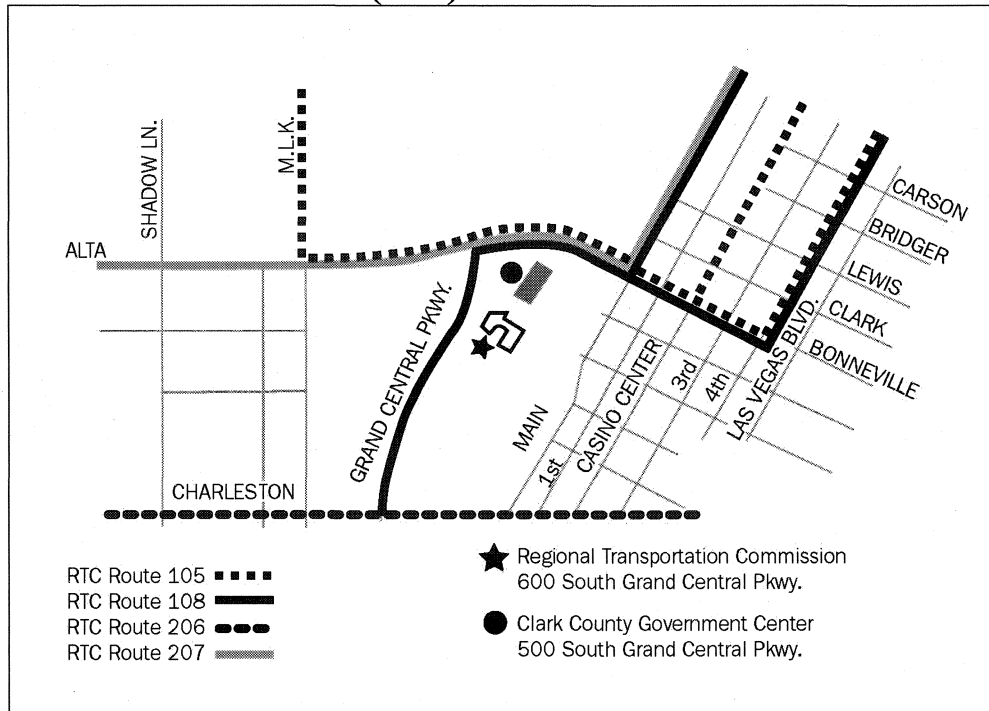 SHADOW LN.
M.L.K.
ALTA
GRAND CENTRAL PKWY.
CARSON
BRIDGER
LEWIS
CLARK
BONNEVILLE
LAS VEGAS BLVD.
4th
3rd
CASINO CENTER
1st
MAIN
CHARLESTON
RTC Route 105
RTC Route 108
RTC Route 206
RTC Route 207
Regional Transportation Commission
600 South Grand Central Pkwy.
Clark County Government Center
500 South Grand Central Pkwy.